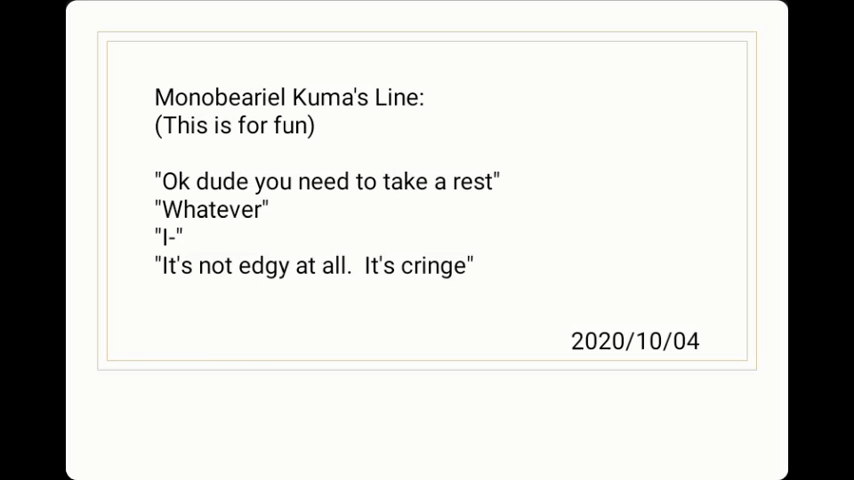 Monobeariel Kuma's Line:
(This is for fun)
"Ok dude you need to take a rest"
"Whatever"
"I-"
"It's not edgy at all.  It's cringe"
2020/10/04